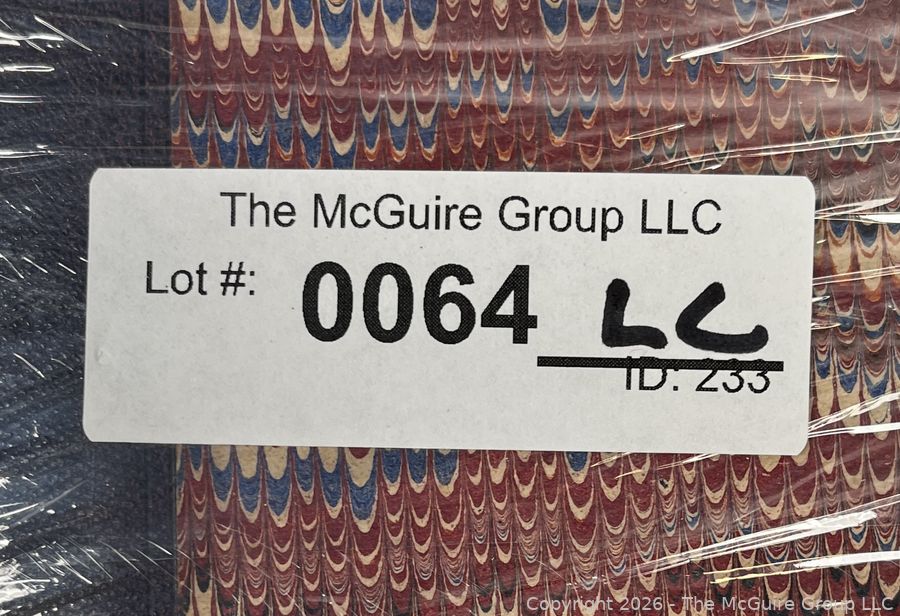 The McGuire Group LLC
Lot #: 0064 LC
ID: 233
Copyright 2026 - The McGuire Group LLC